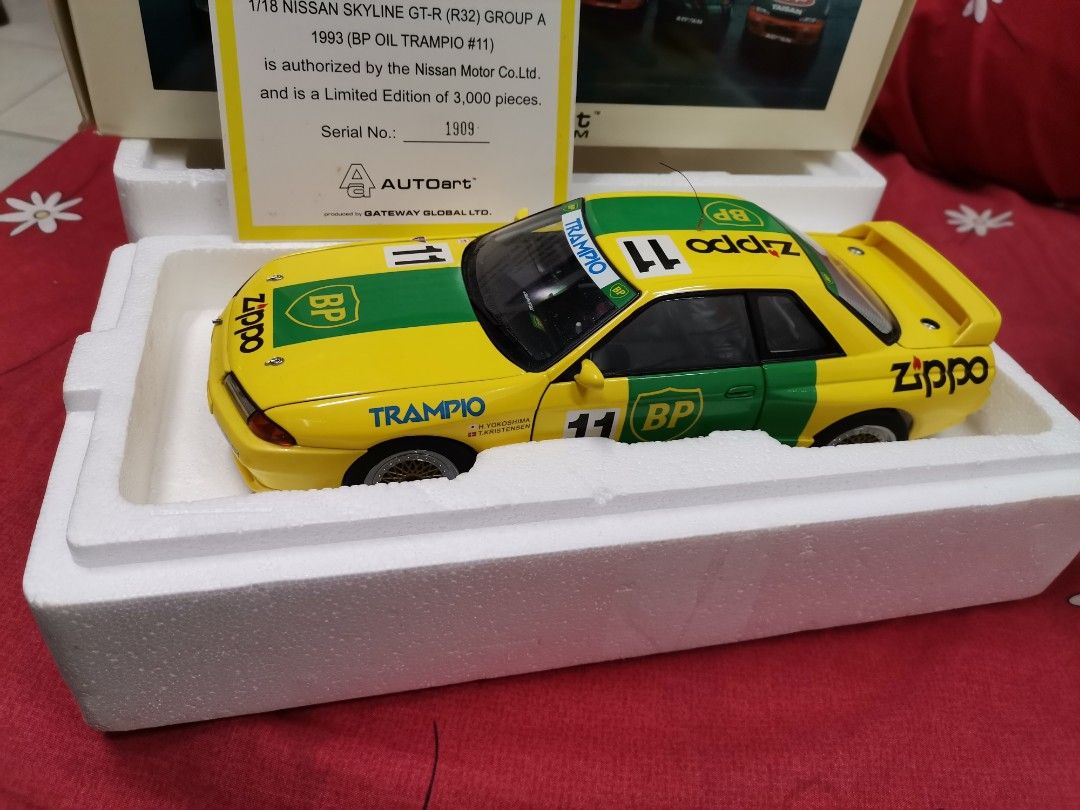 1/18 NISSAN SKYLINE GT-R (R32) GROUP A
1993 (BP OIL TRAMPIO #11)
is authorized by the Nissan Motor Co.Ltd.
and is a Limited Edition of 3,000 pieces.
Serial No.: 1909
AUTOart™
produced by GATEWAY GLOBAL LTD.
TAISAN
BP
TRAMPIO
BP
11
zippo
11
BP
zippo
TRAMPIO
H.YOKOSHIMA
T.KRISTENSEN
11
BP
zippo